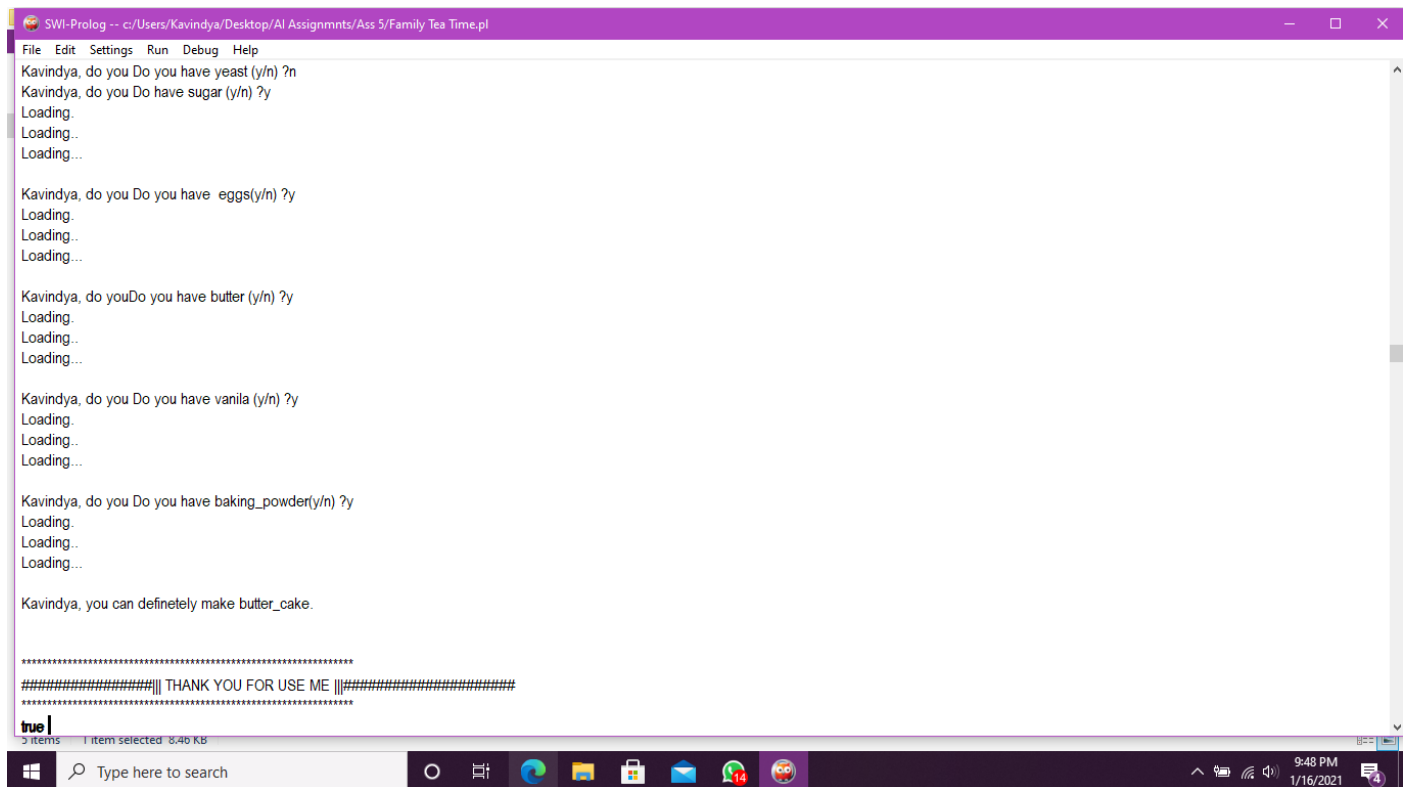 SWI-Prolog -- c:/Users/Kavindya/Desktop/AI Assignmnts/Ass 5/Family Tea Time.pl
File Edit Settings Run Debug Help
Kavindya, do you Do you have yeast (y/n) ?n
Kavindya, do you Do have sugar (y/n) ?y
Loading.
Loading..
Loading...
Kavindya, do you Do you have  eggs(y/n) ?y
Loading.
Loading..
Loading...
Kavindya, do youDo you have butter (y/n) ?y
Loading.
Loading..
Loading...
Kavindya, do you Do you have vanila (y/n) ?y
Loading.
Loading..
Loading...
Kavindya, do you Do you have baking_powder(y/n) ?y
Loading.
Loading..
Loading...
Kavindya, you can definetely make butter_cake.
*****************************************************************
################||| THANK YOU FOR USE ME |||#####################
*****************************************************************
true
5 items 1 item selected 8.46 KB
Type here to search
14
9:48 PM
1/16/2021
4